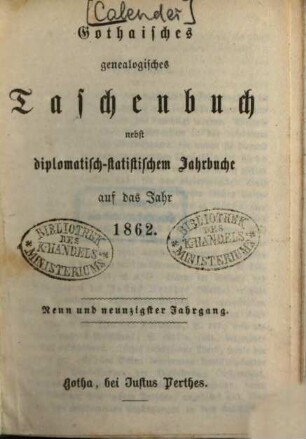 [Calender]
Gothaisches
genealogisches
Taschenbuch
nebst
diplomatisch-statistischem Jahrbuche
auf das Jahr
1862.
BIBLIOTHEK
DES
K. HANDELS
MINISTERIUMS
BIBLIOTHEK
DES
K. HANDELS
MINISTERIUMS
Neun und neunzigster Jahrgang.
Gotha, bei Justus Perthes.